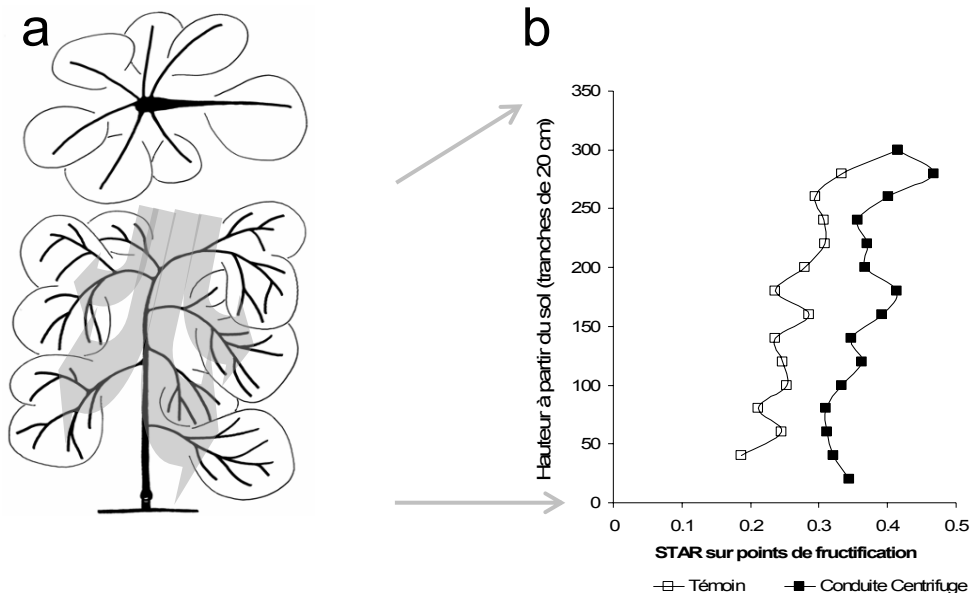 a
b
Hauteur à partir du sol (tranches de 20 cm)
350
300
250
200
150
100
50
0
0 0.1 0.2 0.3 0.4 0.5
STAR sur points de fructification
Témoin Conduite Centrifuge